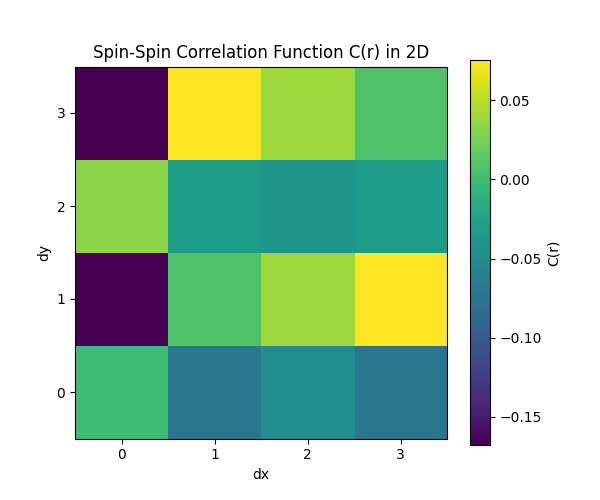 Spin-Spin Correlation Function C(r) in 2D
3
2
1
0
dy
0 1 2 3
dx
0.05
0.00
−0.05
−0.10
−0.15
C(r)